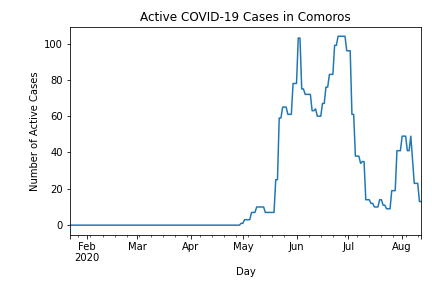 Active COVID-19 Cases in Comoros
Number of Active Cases
100
80
60
40
20
0
Feb Mar Apr May Jun Jul Aug
2020
Day